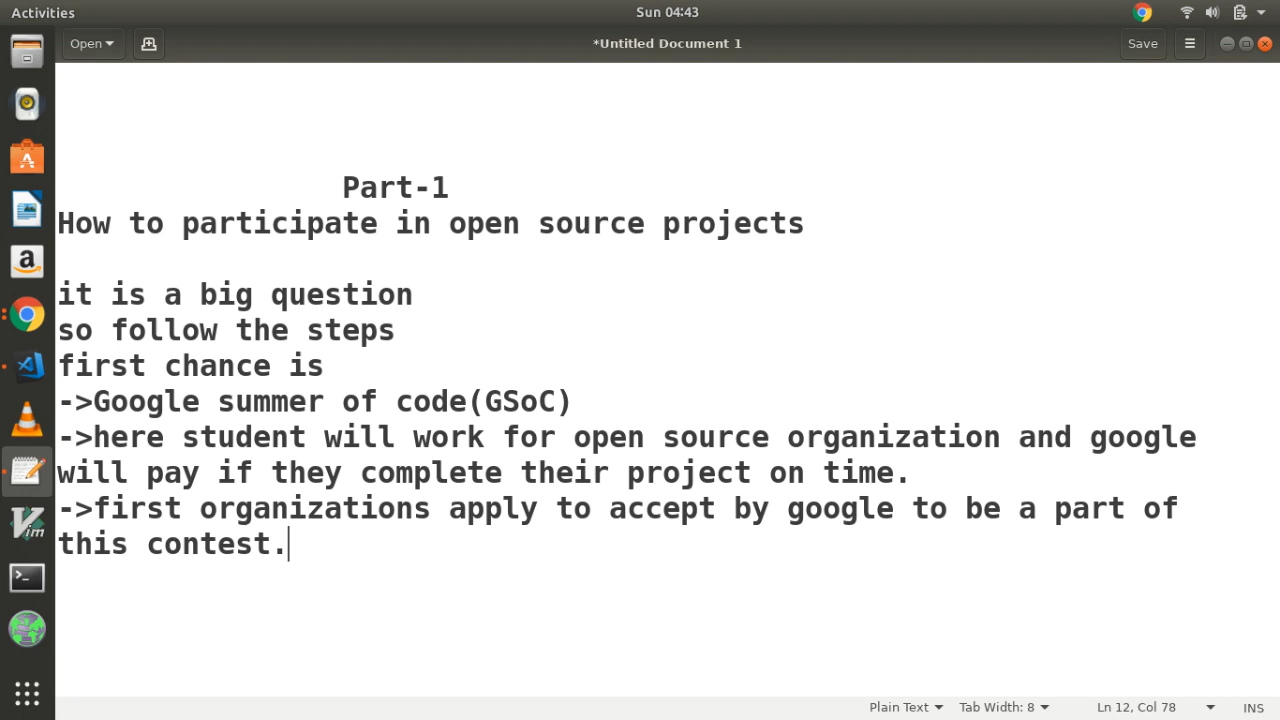 Activities
Sun 04:43
Open
*Untitled Document 1
Save
Part-1
How to participate in open source projects
it is a big question
so follow the steps
first chance is
->Google summer of code(GSoC)
->here student will work for open source organization and google
will pay if they complete their project on time.
->first organizations apply to accept by google to be a part of
this contest.
Plain Text
Tab Width: 8
Ln 12, Col 78
INS